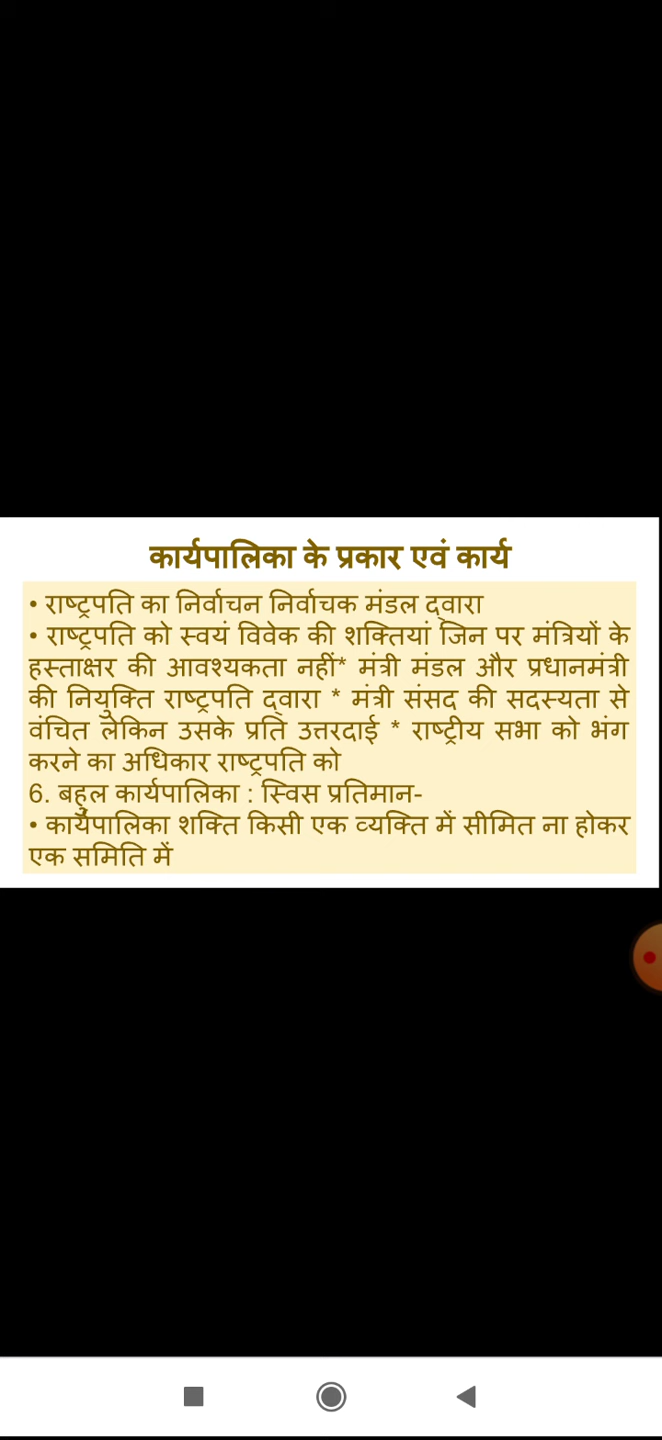 कार्यपालिका के प्रकार एवं कार्य
• राष्ट्रपति का निर्वाचन निर्वाचक मंडल द्वारा
• राष्ट्रपति को स्वयं विवेक की शक्तियां जिन पर मंत्रियों के
हस्ताक्षर की आवश्यकता नहीं* मंत्री मंडल और प्रधानमंत्री
की नियुक्ति राष्ट्रपति द्वारा * मंत्री संसद की सदस्यता से
वंचित लेकिन उसके प्रति उत्तरदाई * राष्ट्रीय सभा को भंग
करने का अधिकार राष्ट्रपति को
6. बहुल कार्यपालिका : स्विस प्रतिमान-
• कार्यपालिका शक्ति किसी एक व्यक्ति में सीमित ना होकर
एक समिति में